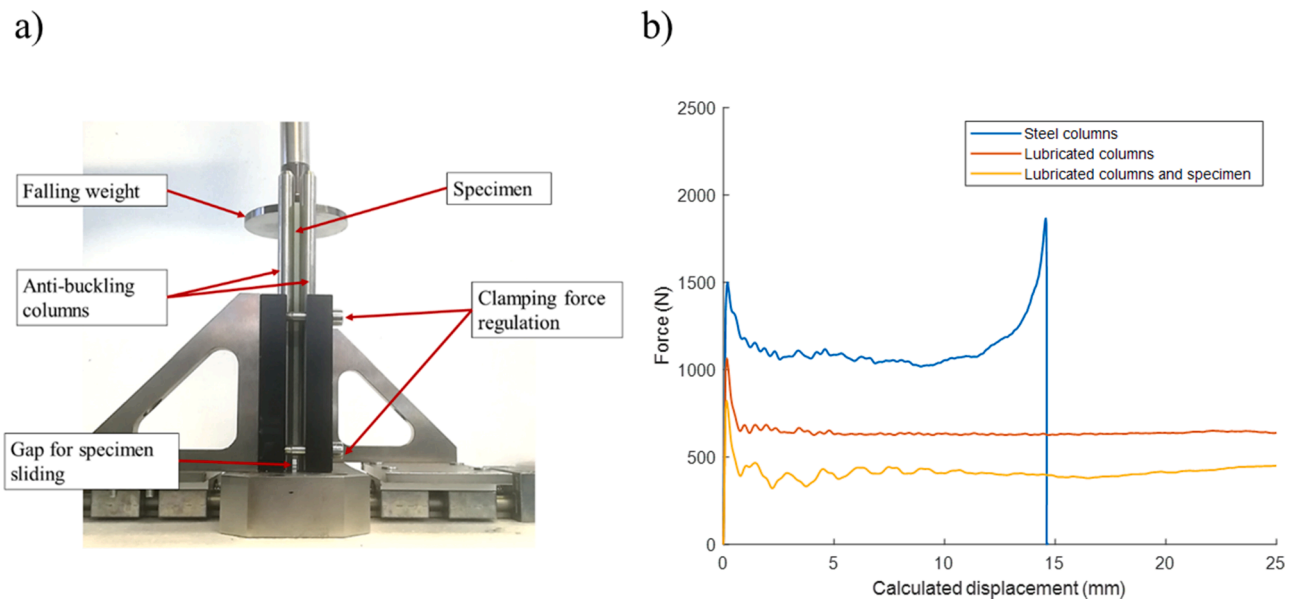 a)
Falling weight
Specimen
Anti-buckling
columns
Clamping force
regulation
Gap for specimen
sliding
b)
2500
2000
1500
1000
500
0
Force (N)
Steel columns
Lubricated columns
Lubricated columns and specimen
0
5
10
15
20
25
Calculated displacement (mm)